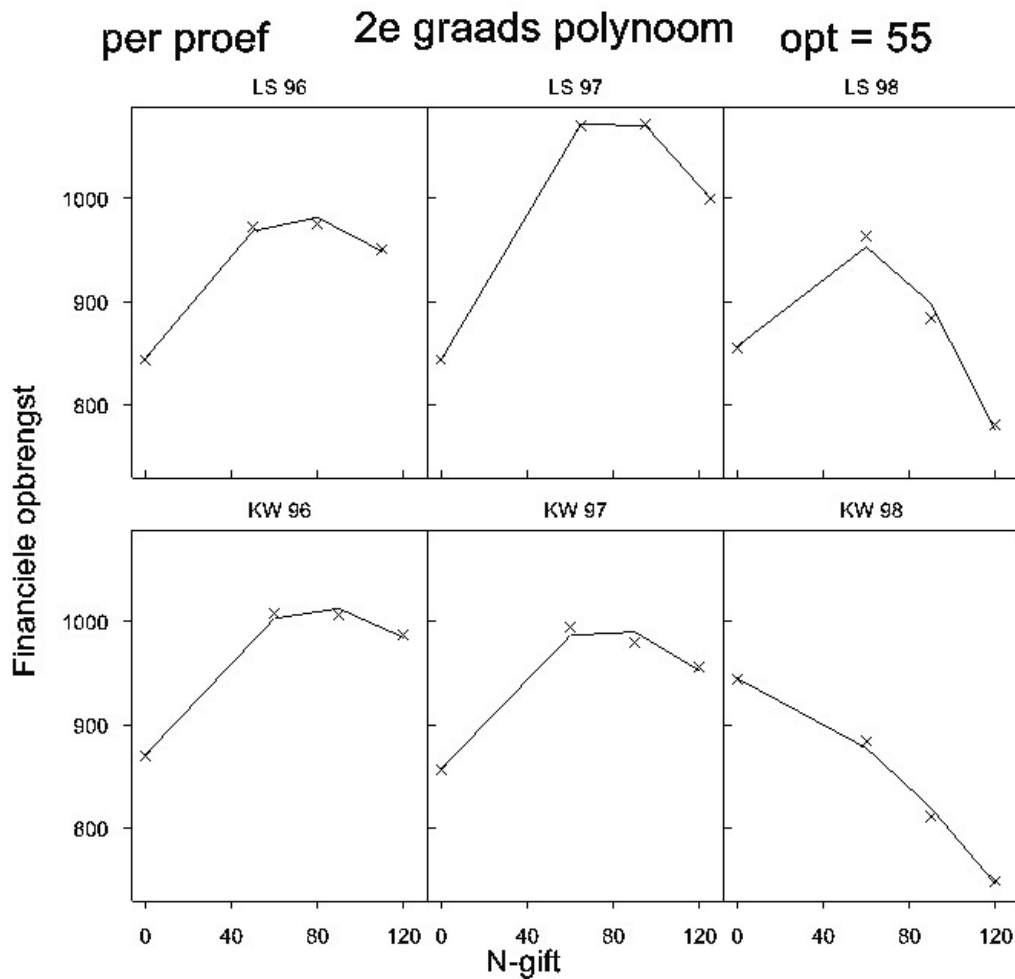 per proef 2e graads polynoom opt = 55
LS 96 LS 97 LS 98
1000
900
800
KW 96 KW 97 KW 98
1000
900
800
Financiele opbrengst
0 40 80 120 0 40 80 120 0 40 80 120
N-gift